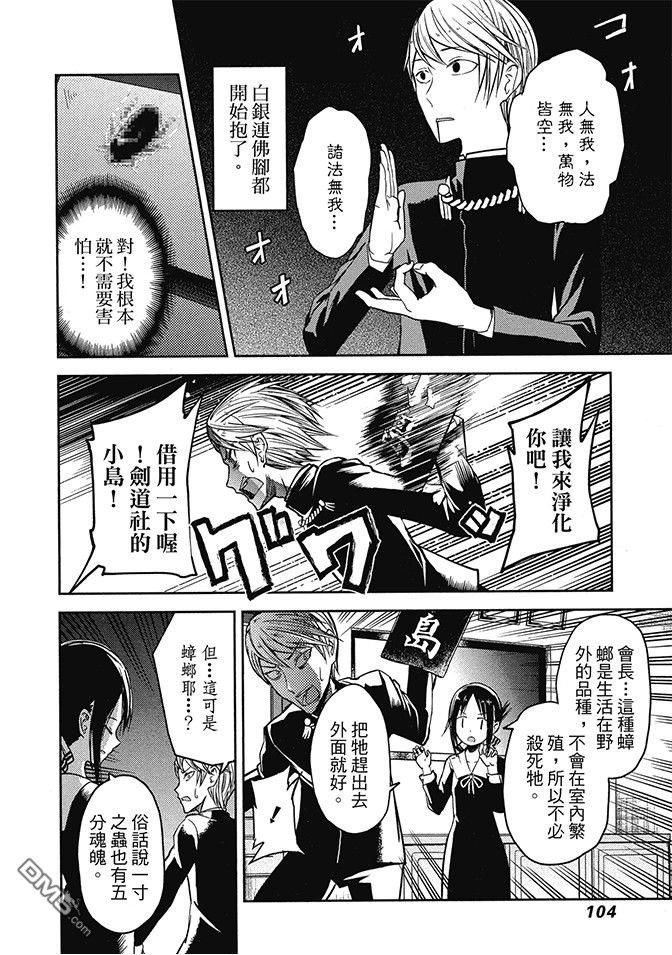 人無我，法
無我，萬物
皆空…
諳法無我…
白銀連佛腳都
開始抱了。
對！我根本
就不需要害
怕…！
讓我來淨化
你吧！
島
借用一下喔
！劍道社的
小島！
グワッ
會長…這種蟑
螂是生活在野
外的品種，不會在室內繁
殖，所以不必
殺死牠。
島
把牠趕出去
外面就好。
！
但…這可是
蟑螂耶…？
俗話說一寸
之蟲也有五
分魂魄。
104
DM5.COM